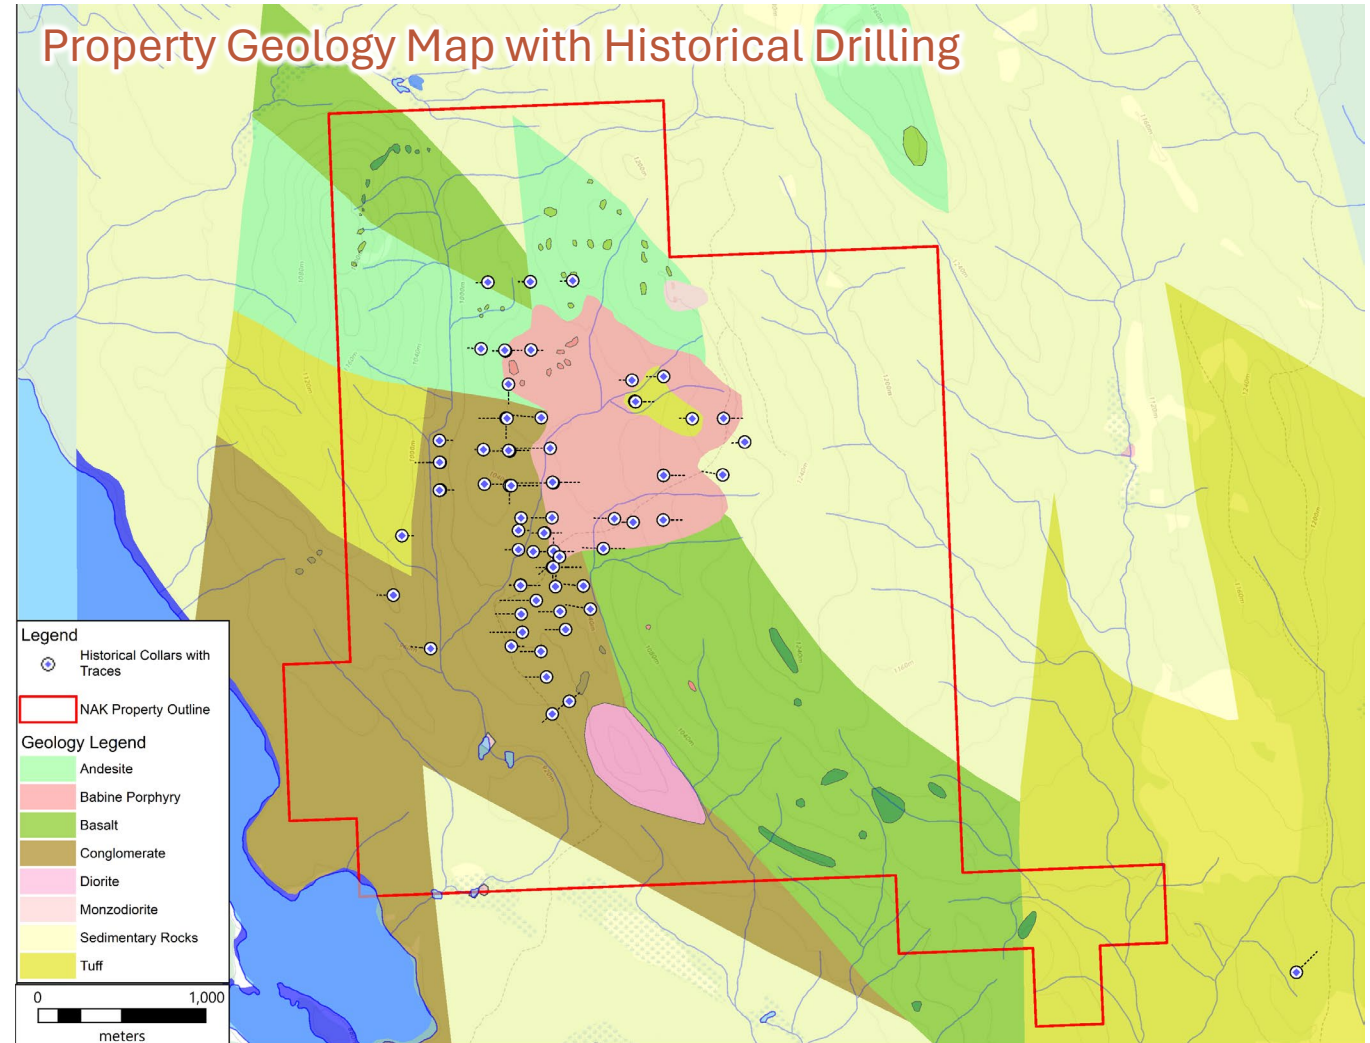 Property Geology Map with Historical Drilling
Legend
Historical Collars with
Traces
NAK Property Outline
Geology Legend
Andesite
Babine Porphyry
Basalt
Conglomerate
Diorite
Monzodiorite
Sedimentary Rocks
Tuff
0 1,000
meters